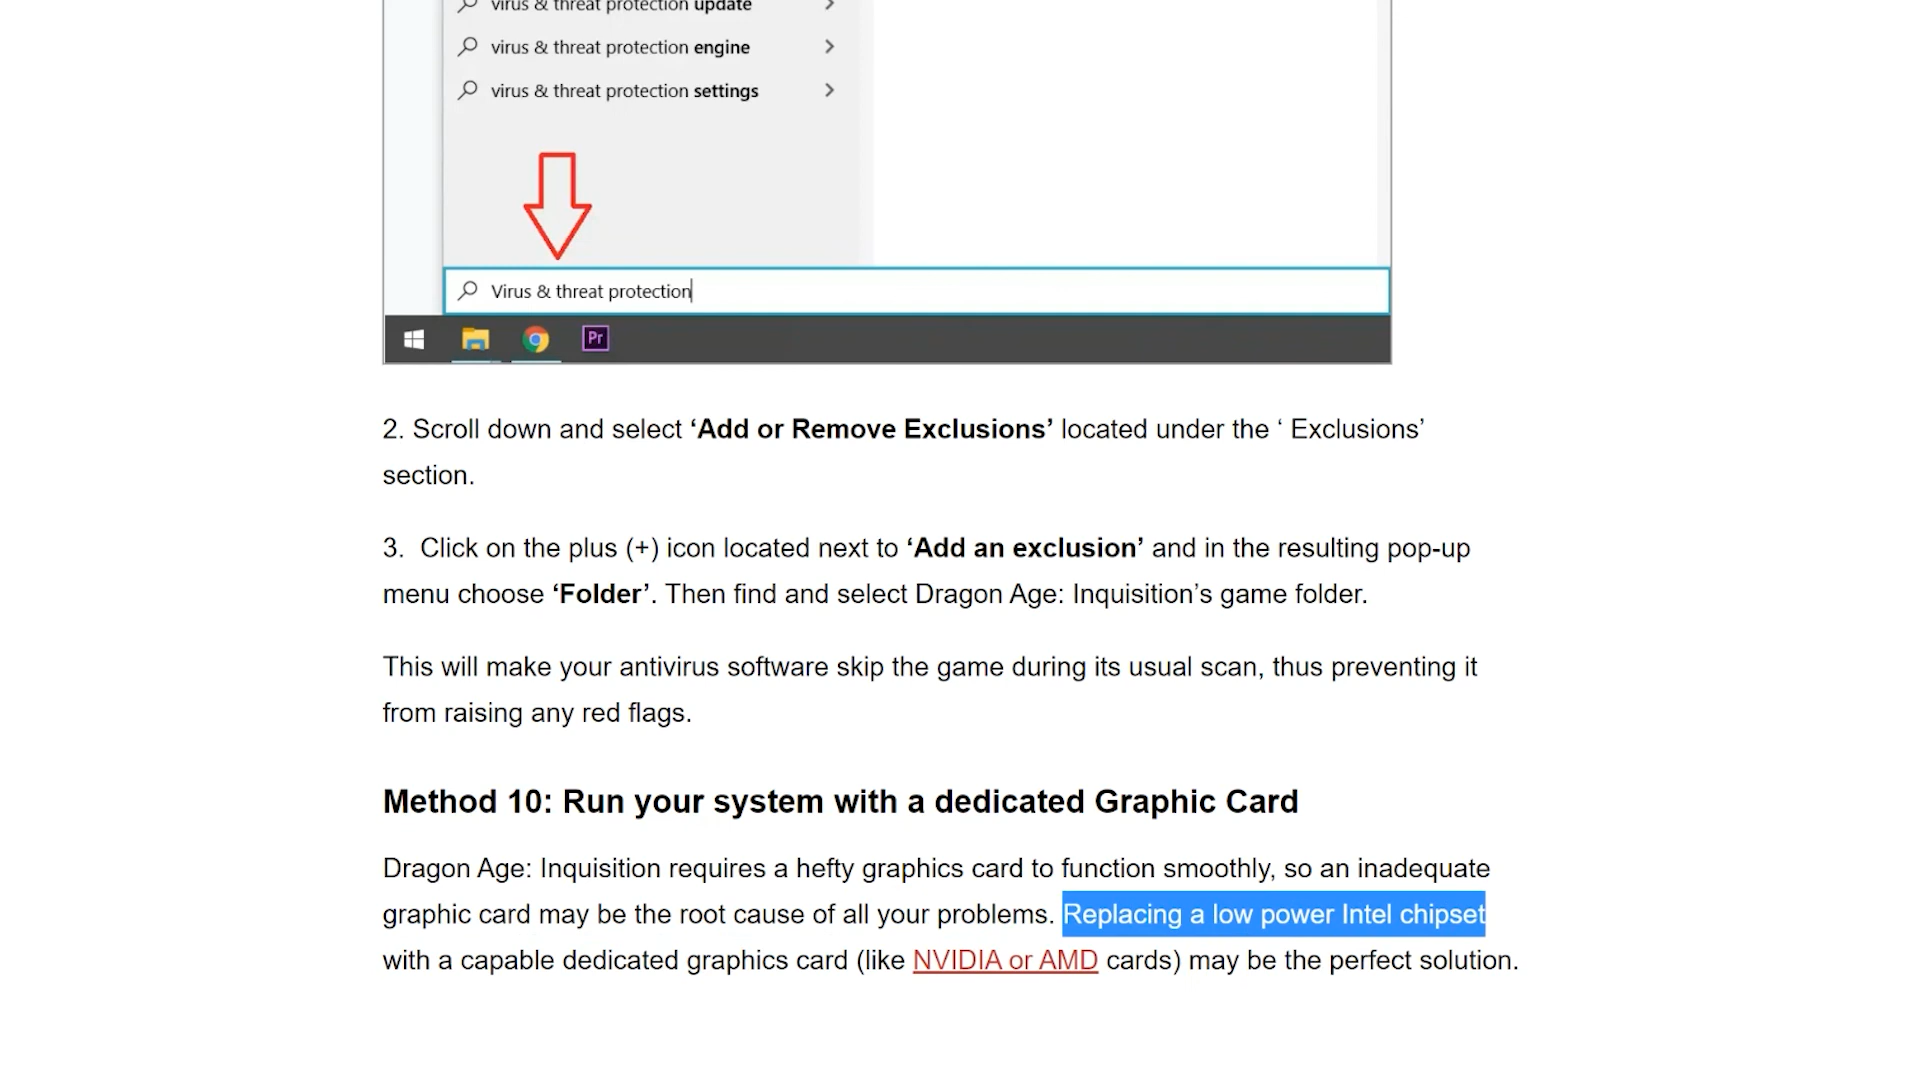 virus & threat protection update
virus & threat protection engine
virus & threat protection settings
Virus & threat protection
Pr
2. Scroll down and select ‘Add or Remove Exclusions’ located under the ‘ Exclusions’
section.
3.  Click on the plus (+) icon located next to ‘Add an exclusion’ and in the resulting pop-up
menu choose ‘Folder’. Then find and select Dragon Age: Inquisition’s game folder.
This will make your antivirus software skip the game during its usual scan, thus preventing it
from raising any red flags.
Method 10: Run your system with a dedicated Graphic Card
Dragon Age: Inquisition requires a hefty graphics card to function smoothly, so an inadequate
graphic card may be the root cause of all your problems. Replacing a low power Intel chipset
with a capable dedicated graphics card (like NVIDIA or AMD cards) may be the perfect solution.